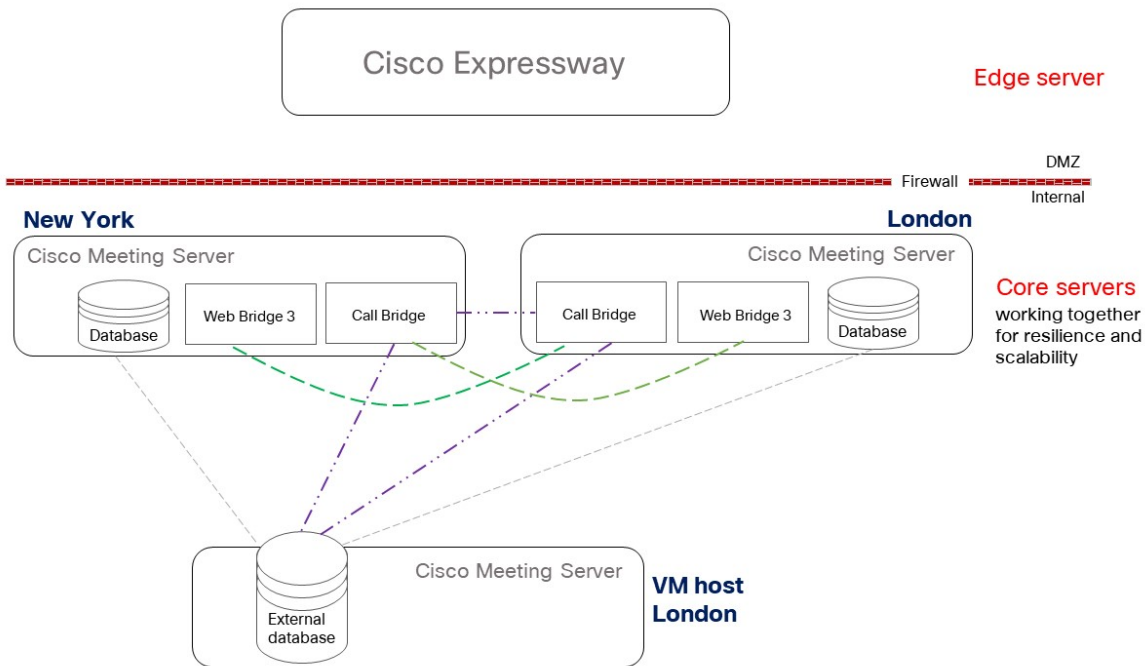 Cisco Expressway
Edge server
DMZ
Firewall
Internal
New York
London
Cisco Meeting Server
Cisco Meeting Server
Database
Web Bridge 3
Call Bridge
Call Bridge
Web Bridge 3
Database
Core servers
working together
for resilience and
scalability
Cisco Meeting Server
External
database
VM host
London